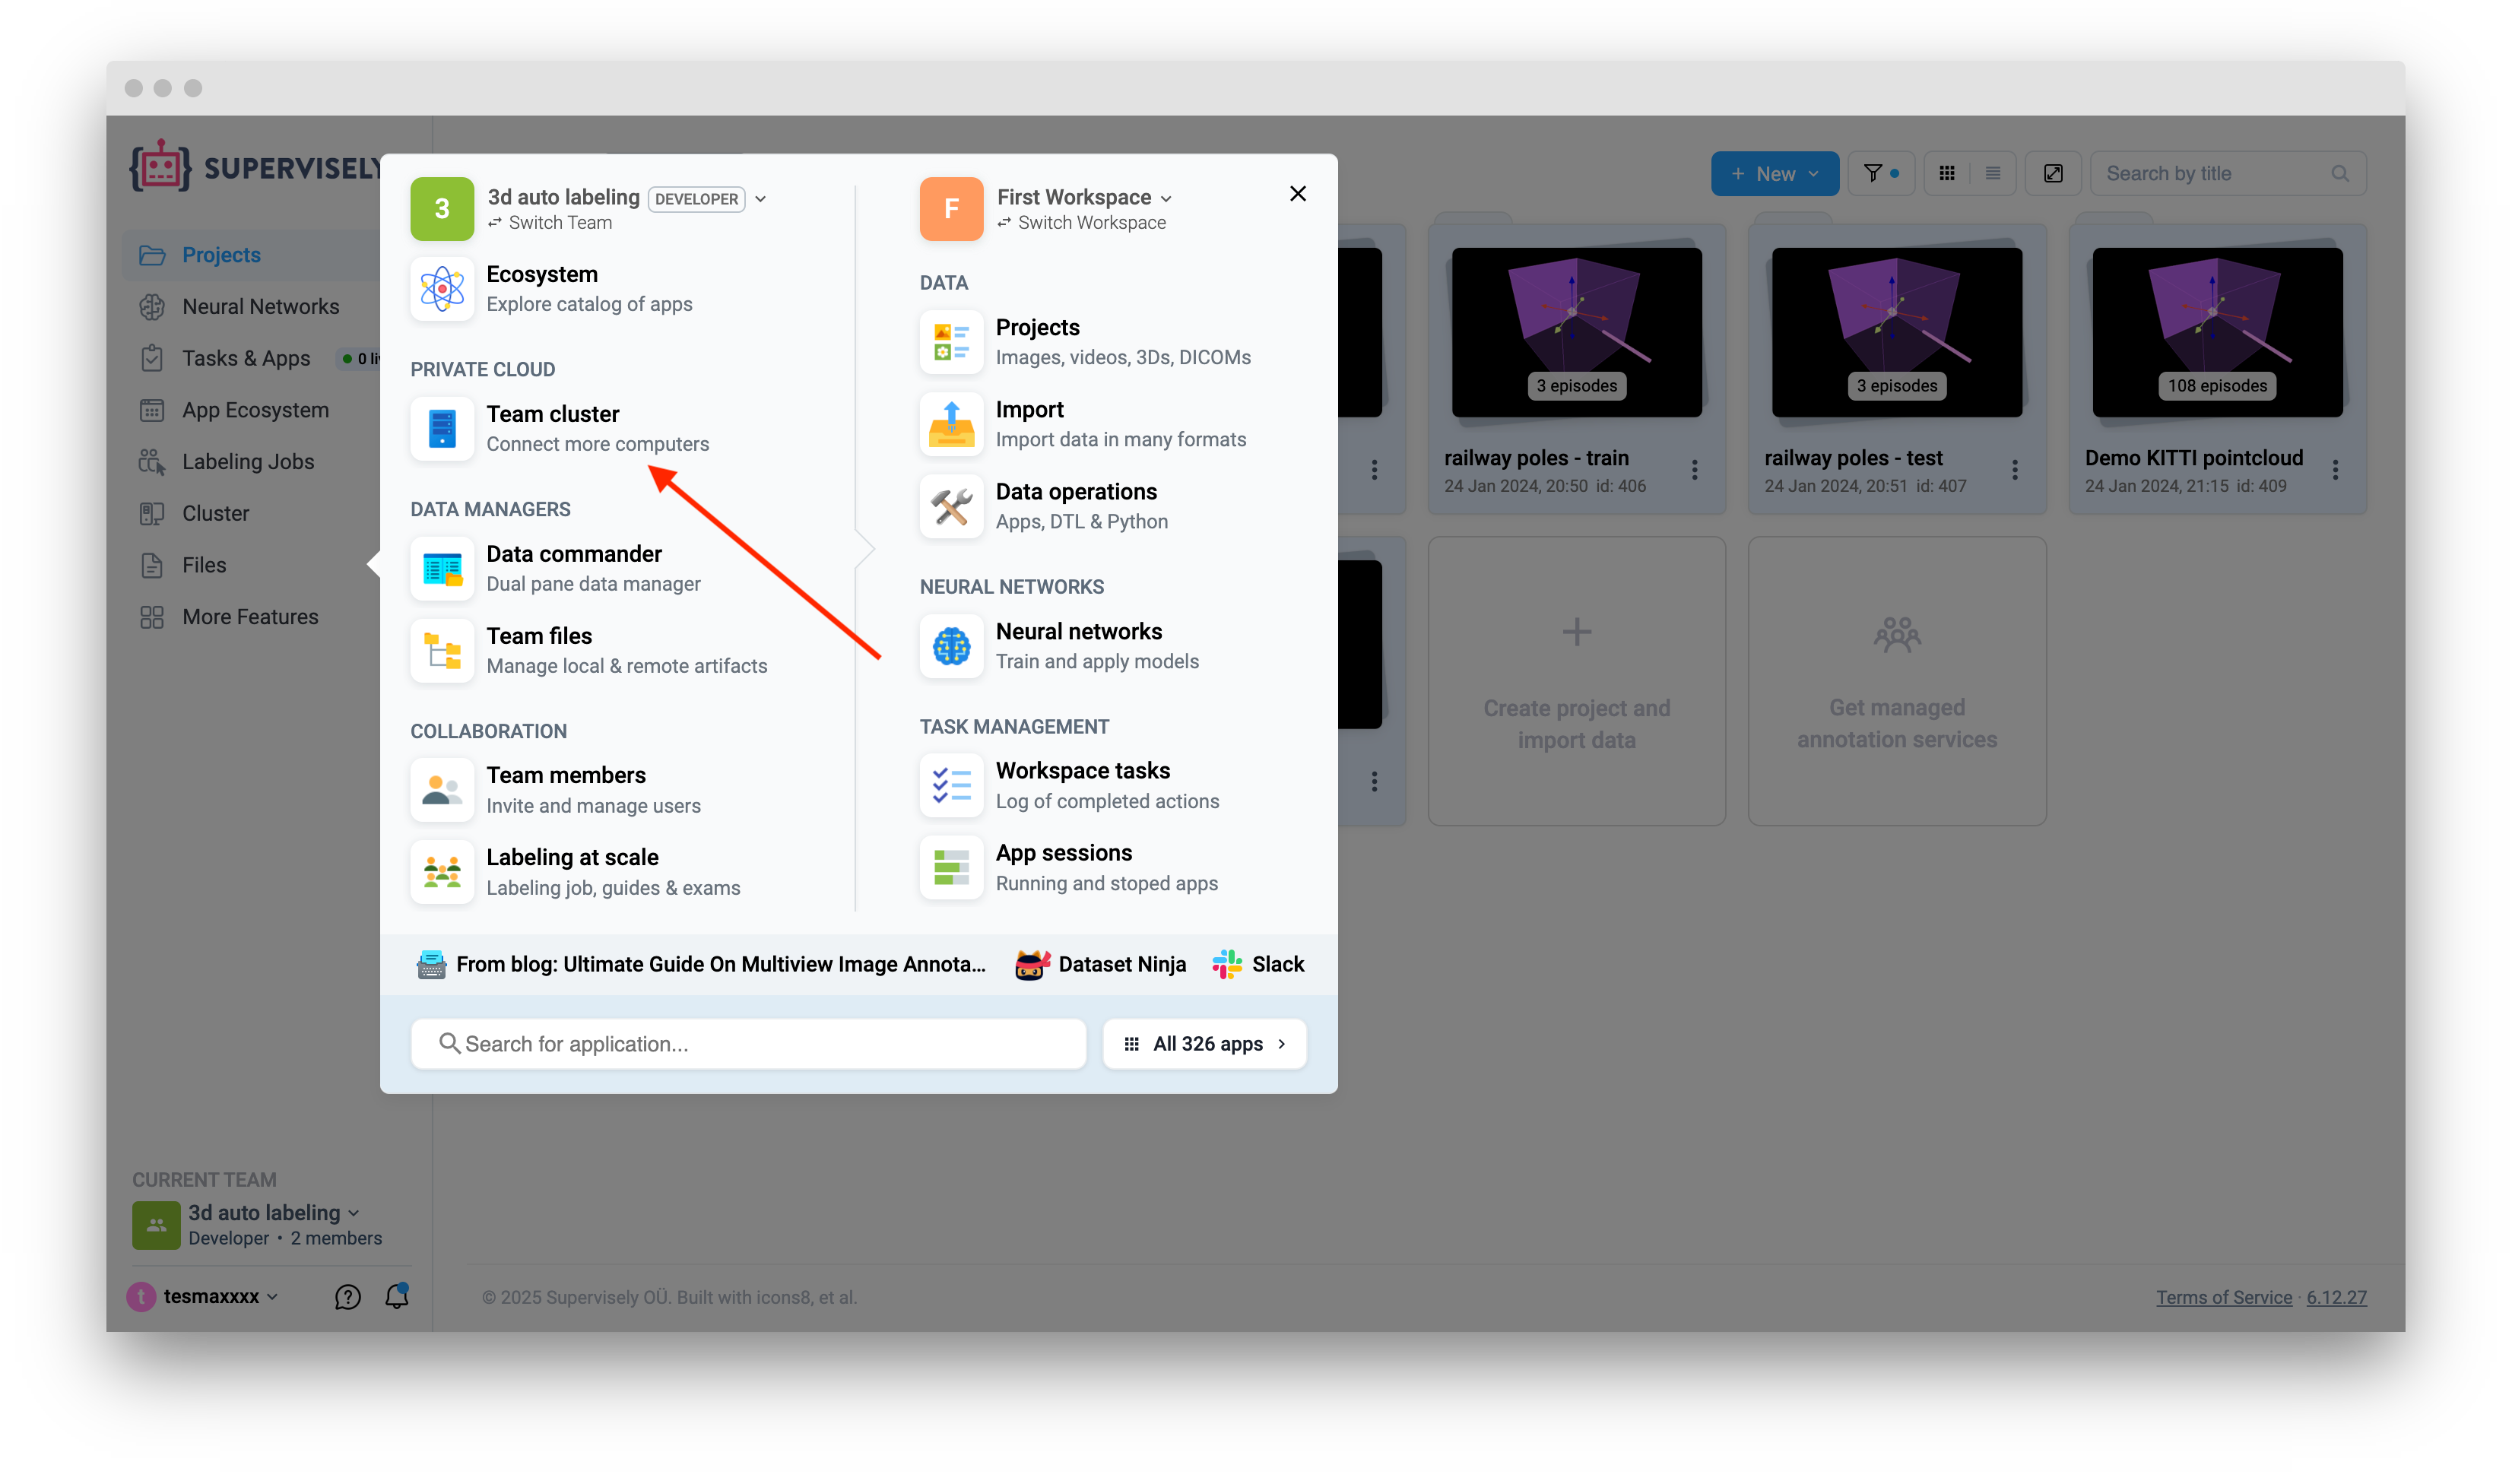 SUPERVISELY
Projects
Neural Networks
Tasks & Apps
0 li
App Ecosystem
Labeling Jobs
Cluster
Files
More Features
CURRENT TEAM
3d auto labeling
Developer • 2 members
t tesmaxxxx
?
3
3d auto labeling DEVELOPER
Switch Team
Ecosystem
Explore catalog of apps
PRIVATE CLOUD
Team cluster
Connect more computers
DATA MANAGERS
Data commander
Dual pane data manager
Team files
Manage local & remote artifacts
COLLABORATION
Team members
Invite and manage users
Labeling at scale
Labeling job, guides & exams
F
First Workspace
Switch Workspace
DATA
Projects
Images, videos, 3Ds, DICOMs
Import
Import data in many formats
Data operations
Apps, DTL & Python
NEURAL NETWORKS
Neural networks
Train and apply models
TASK MANAGEMENT
Workspace tasks
Log of completed actions
App sessions
Running and stoped apps
From blog: Ultimate Guide On Multiview Image Annota...
Dataset Ninja
Slack
Search for application...
All 326 apps
+ New
Search by title
3 episodes
railway poles - train
24 Jan 2024, 20:50 id: 406
3 episodes
railway poles - test
24 Jan 2024, 20:51 id: 407
108 episodes
Demo KITTI pointcloud
24 Jan 2024, 21:15 id: 409
Create project and
import data
Get managed
annotation services
© 2025 Supervisely OÜ. Built with icons8, et al.
Terms of Service · 6.12.27